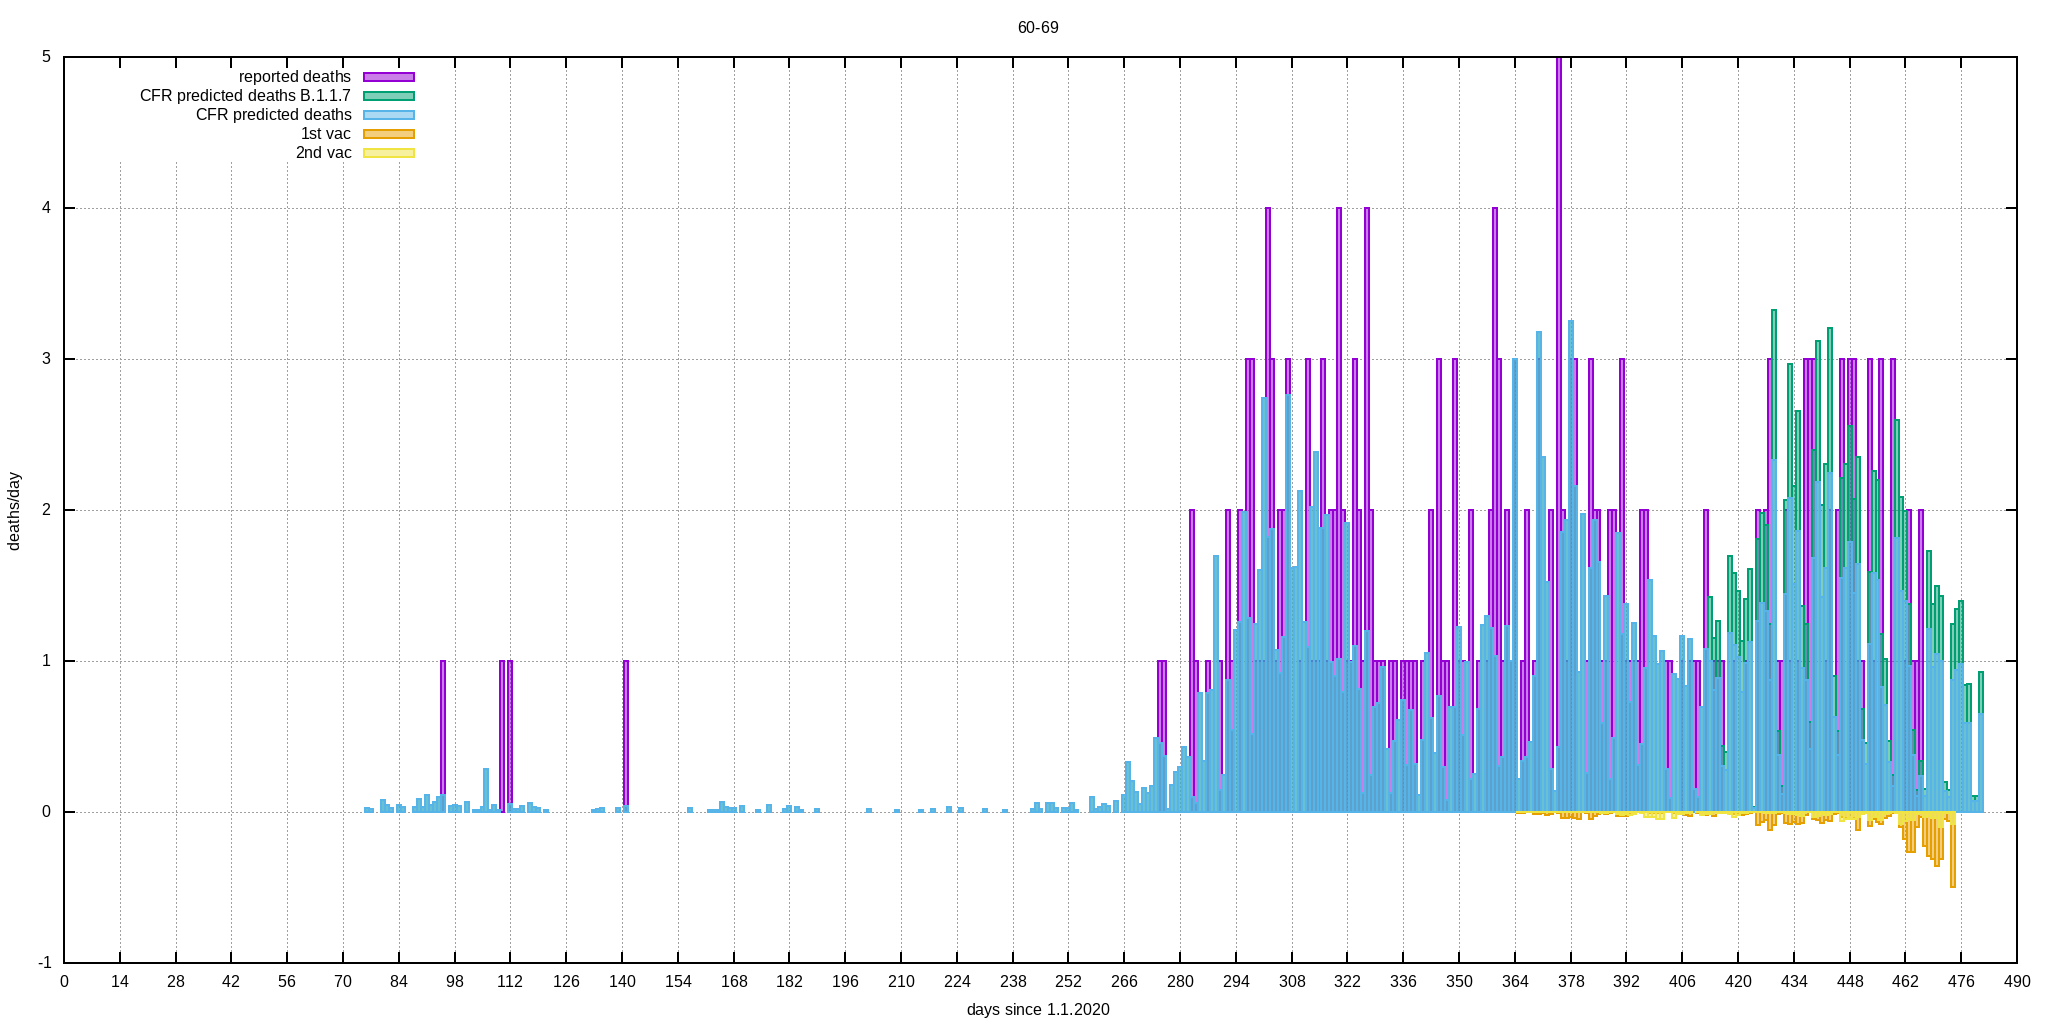 60-69
reported deaths
CFR predicted deaths B.1.1.7
CFR predicted deaths
1st vac
2nd vac
5
4
3
2
1
0
-1
deaths/day
0 14 28 42 56 70 84 98 112 126 140 154 168 182 196 210 224 238 252 266 280 294 308 322 336 350 364 378 392 406 420 434 448 462 476 490
days since 1.1.2020